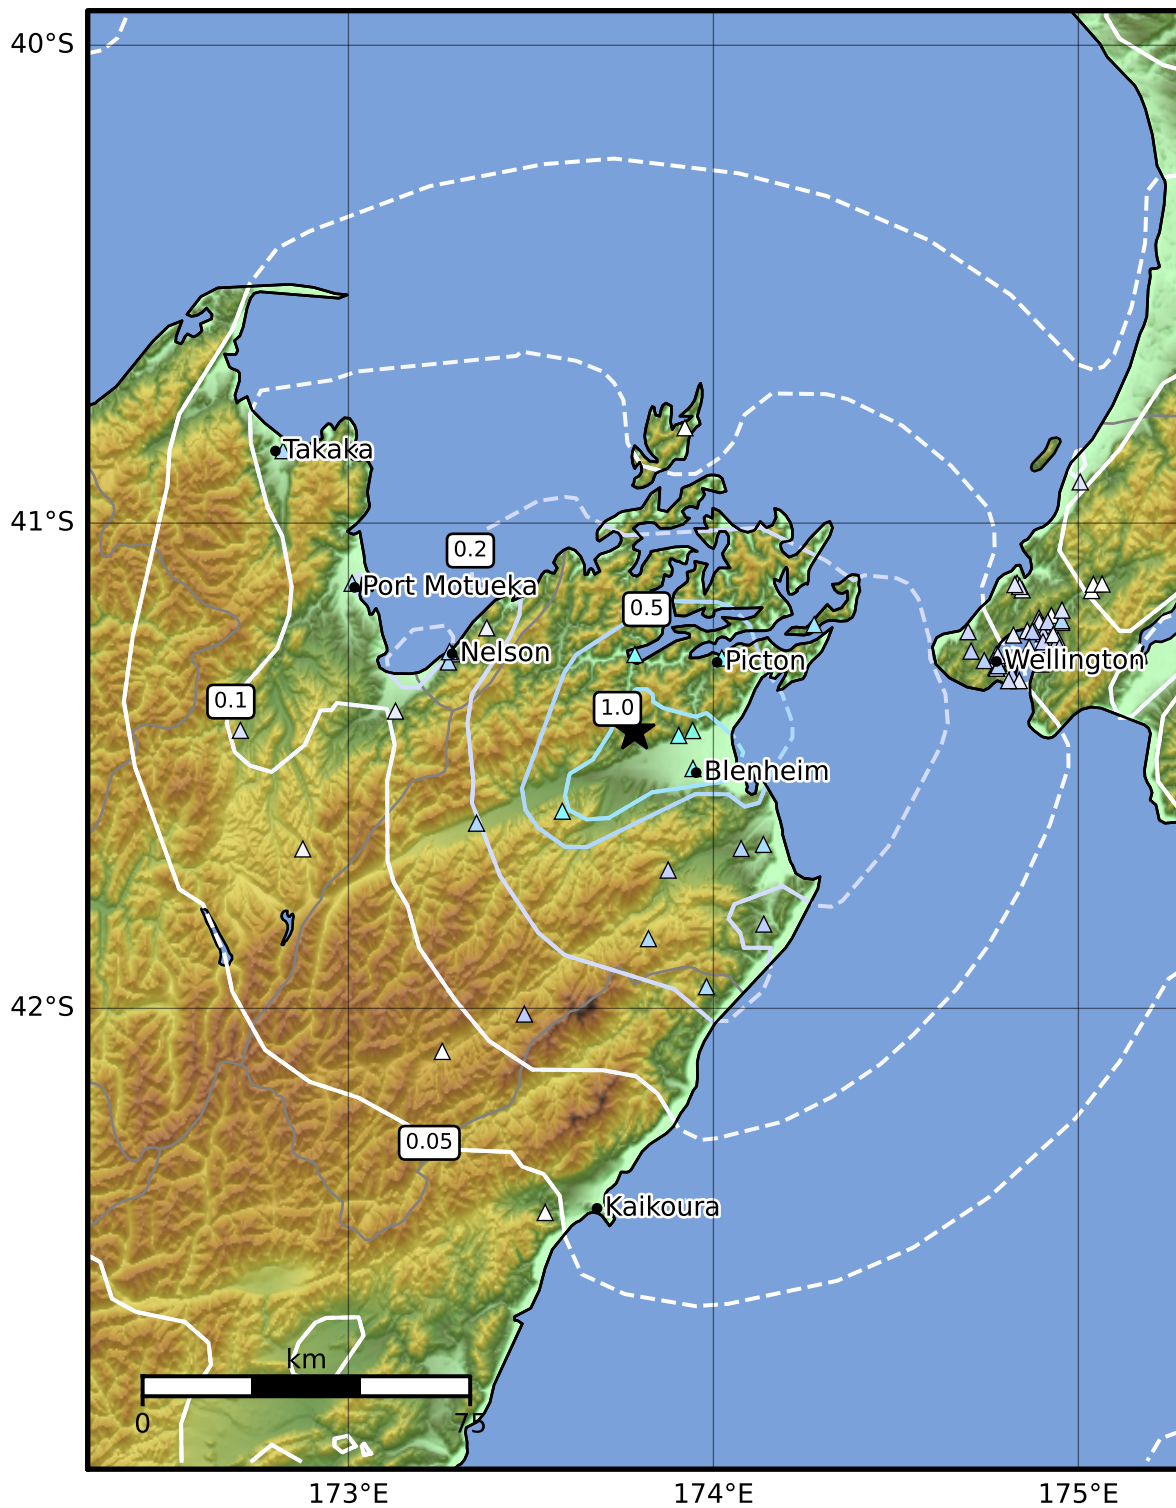 40°S
Takaka
41°S
0.2
Port Motueka
0.5
Nelson
Picton
Wellington
0.1
1.0
Blenheim
42°S
0.05
Kaikoura
km
0
75
173°E
174°E
175°E